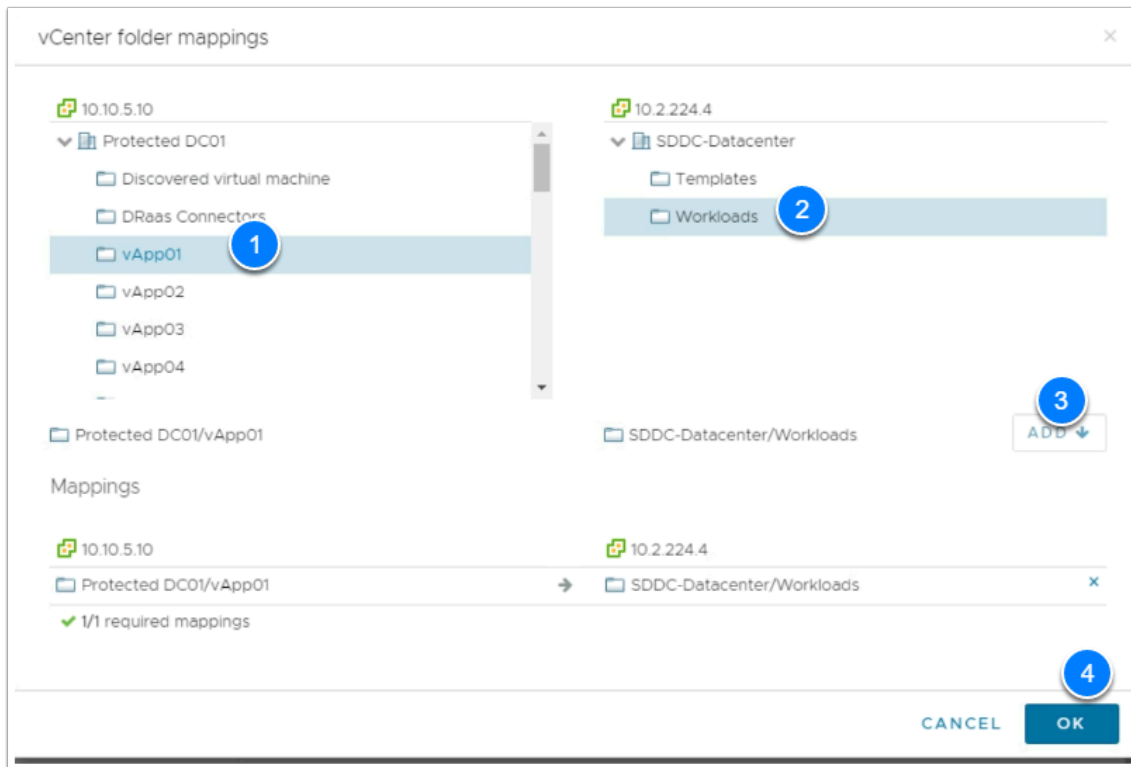 vCenter folder mappings
10.10.5.10
Protected DC01
Discovered virtual machine
DRaas Connectors
1
vApp01
vApp02
vApp03
vApp04
10.2.224.4
SDDC-Datacenter
Templates
Workloads
2
3
Protected DC01/vApp01
SDDC-Datacenter/Workloads
ADD
Mappings
10.10.5.10
10.2.224.4
Protected DC01/vApp01
SDDC-Datacenter/Workloads
1/1 required mappings
4
CANCEL
OK